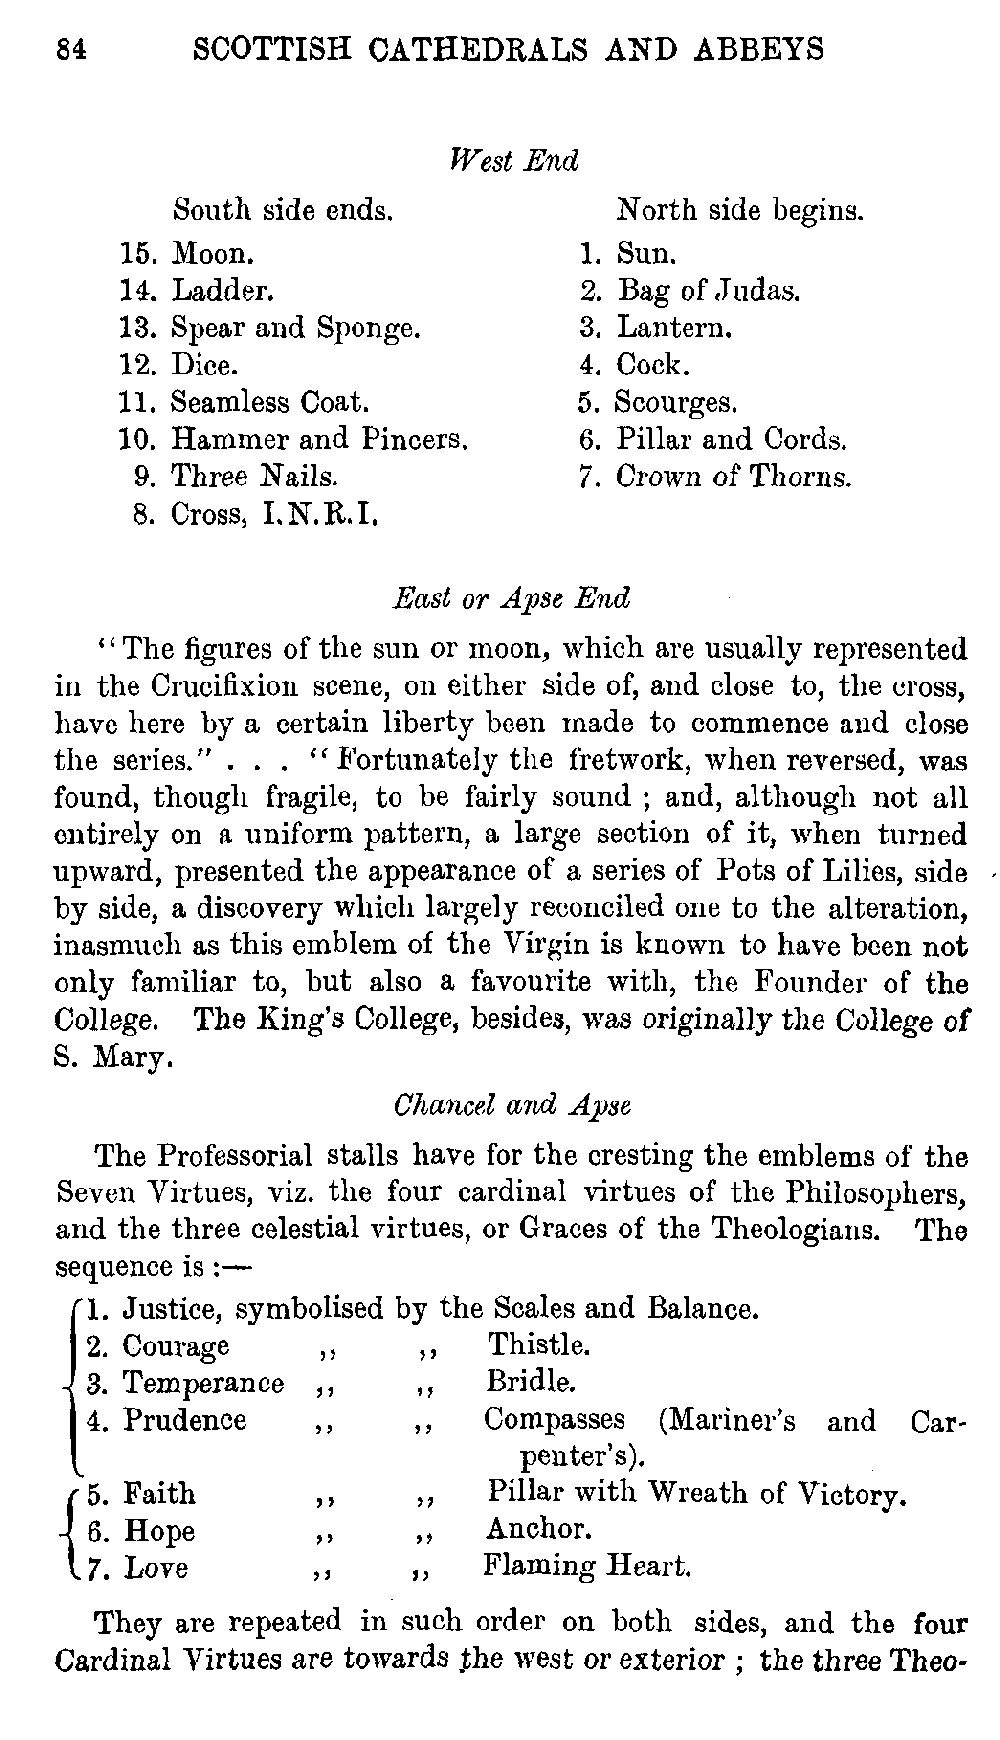 84 SCOTTISH CATHEDRALS AND ABBEYS
West End
South side ends. North side begins.
15. Moon. 1. Sun.
14. Ladder. 2. Bag of Judas.
13. Spear and Sponge. 3. Lantern.
12. Dice. 4. Cock.
11. Seamless Coat. 5. Scourges.
10. Hammer and Pincers. 6. Pillar and Cords.
9. Three Nails. 7. Crown of Thorns.
8. Cross, I.N.R.I.
East or Apse End
"The figures of the sun or moon, which are usually represented
in the Crucifixion scene, on either side of, and close to, the cross,
have here by a certain liberty been made to commence and close
the series." . . . "Fortunately the fretwork, when reversed, was
found, though fragile, to be fairly sound ; and, although not all
entirely on a uniform pattern, a large section of it, when turned
upward, presented the appearance of a series of Pots of Lilies, side
by side, a discovery which largely reconciled one to the alteration,
inasmuch as this emblem of the Virgin is known to have been not
only familiar to, but also a favourite with, the Founder of the
College. The King's College, besides, was originally the College of
S. Mary.
Chancel and Apse
The Professorial stalls have for the cresting the emblems of the
Seven Virtues, viz. the four cardinal virtues of the Philosophers,
and the three celestial virtues, or Graces of the Theologians. The
sequence is :—
1. Justice, symbolised by the Scales and Balance.
2. Courage ,, ,, Thistle.
3. Temperance ,, ,, Bridle.
4. Prudence ,, ,, Compasses (Mariner's and Car-
penter's).
5. Faith ,, ,, Pillar with Wreath of Victory.
6. Hope ,, ,, Anchor.
7. Love ,, ,, Flaming Heart.
They are repeated in such order on both sides, and the four
Cardinal Virtues are towards the west or exterior ; the three Theo-